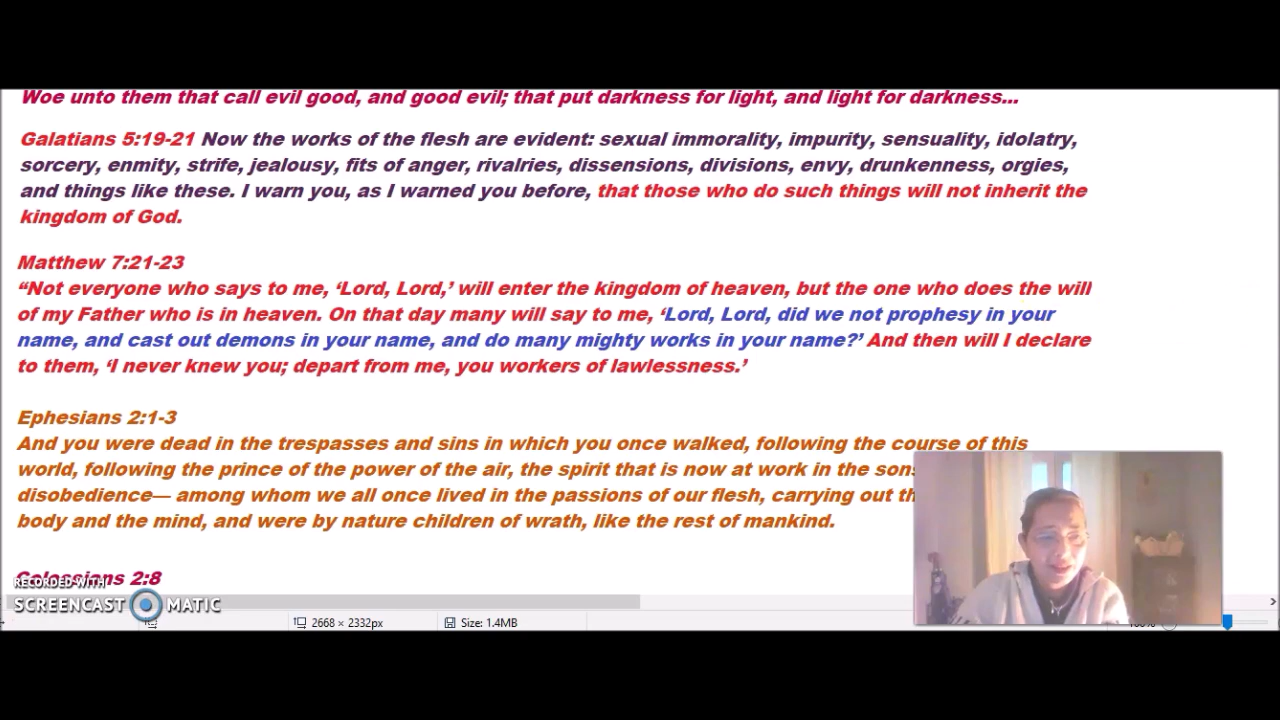 Woe unto them that call evil good, and good evil; that put darkness for light, and light for darkness...
Galatians 5:19-21 Now the works of the flesh are evident: sexual immorality, impurity, sensuality, idolatry,
sorcery, enmity, strife, jealousy, fits of anger, rivalries, dissensions, divisions, envy, drunkenness, orgies,
and things like these. I warn you, as I warned you before, that those who do such things will not inherit the
kingdom of God.
Matthew 7:21-23
“Not everyone who says to me, ‘Lord, Lord,’ will enter the kingdom of heaven, but the one who does the will
of my Father who is in heaven. On that day many will say to me, ‘Lord, Lord, did we not prophesy in your
name, and cast out demons in your name, and do many mighty works in your name?’ And then will I declare
to them, ‘I never knew you; depart from me, you workers of lawlessness.’
Ephesians 2:1-3
And you were dead in the trespasses and sins in which you once walked, following the course of this
world, following the prince of the power of the air, the spirit that is now at work in the sons
disobedience— among whom we all once lived in the passions of our flesh, carrying out
body and the mind, and were by nature children of wrath, like the rest of mankind.
Colossians 2:8
RECORDED WITH
SCREENCAST MATIC
2668 × 2332px
Size: 1.4MB